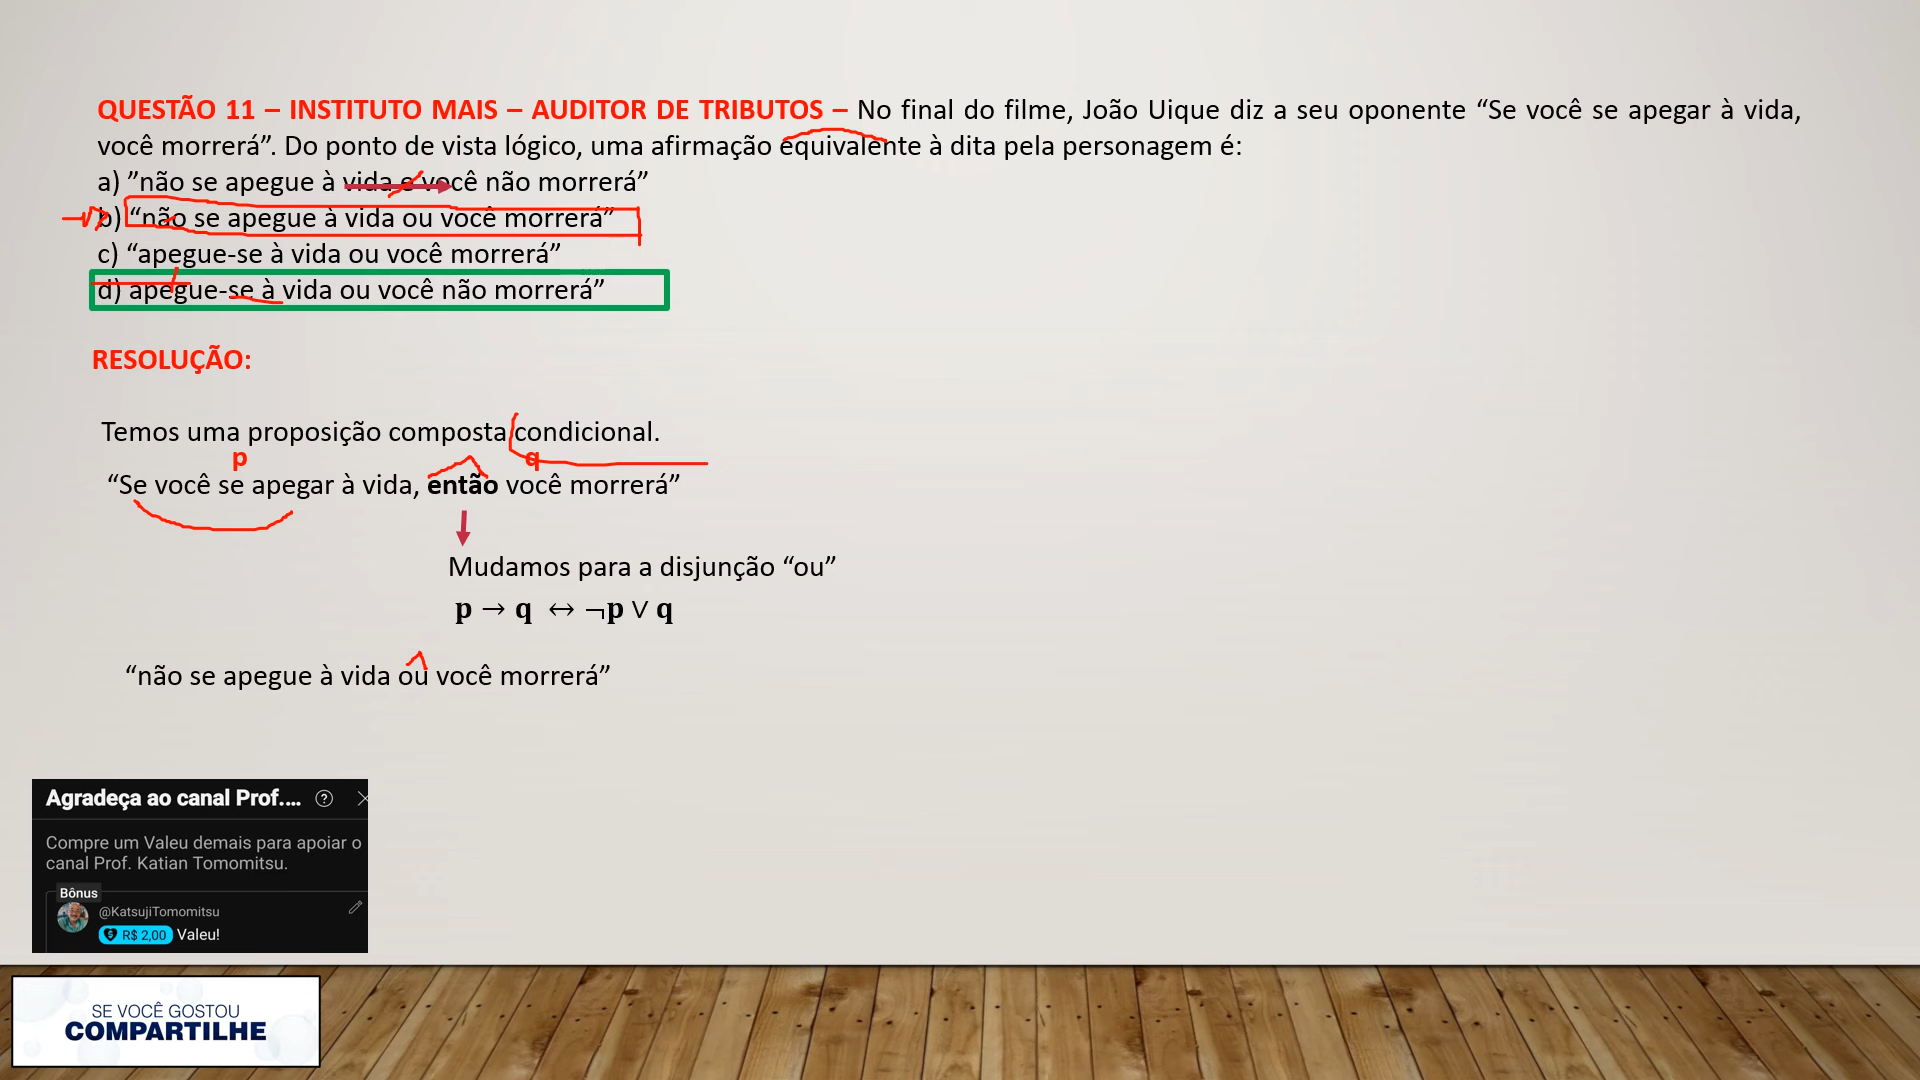 QUESTÃO 11 – INSTITUTO MAIS – AUDITOR DE TRIBUTOS – No final do filme, João Uique diz a seu oponente “Se você se apegar à vida,
você morrerá”. Do ponto de vista lógico, uma afirmação equivalente à dita pela personagem é:
a) ”não se apegue à vida e você não morrerá”
b) “não se apegue à vida ou você morrerá”
c) “apegue-se à vida ou você morrerá”
d) apegue-se à vida ou você não morrerá”
RESOLUÇÃO:
Temos uma proposição composta condicional.
p q
“Se você se apegar à vida, então você morrerá”
Mudamos para a disjunção “ou”
p → q ↔ ¬p ∨ q
“não se apegue à vida ou você morrerá”
Agradeça ao canal Prof....
Compre um Valeu demais para apoiar o
canal Prof. Katian Tomomitsu.
Bônus
@KatsujiTomomitsu
R$ 2,00 Valeu!
SE VOCÊ GOSTOU
COMPARTILHE